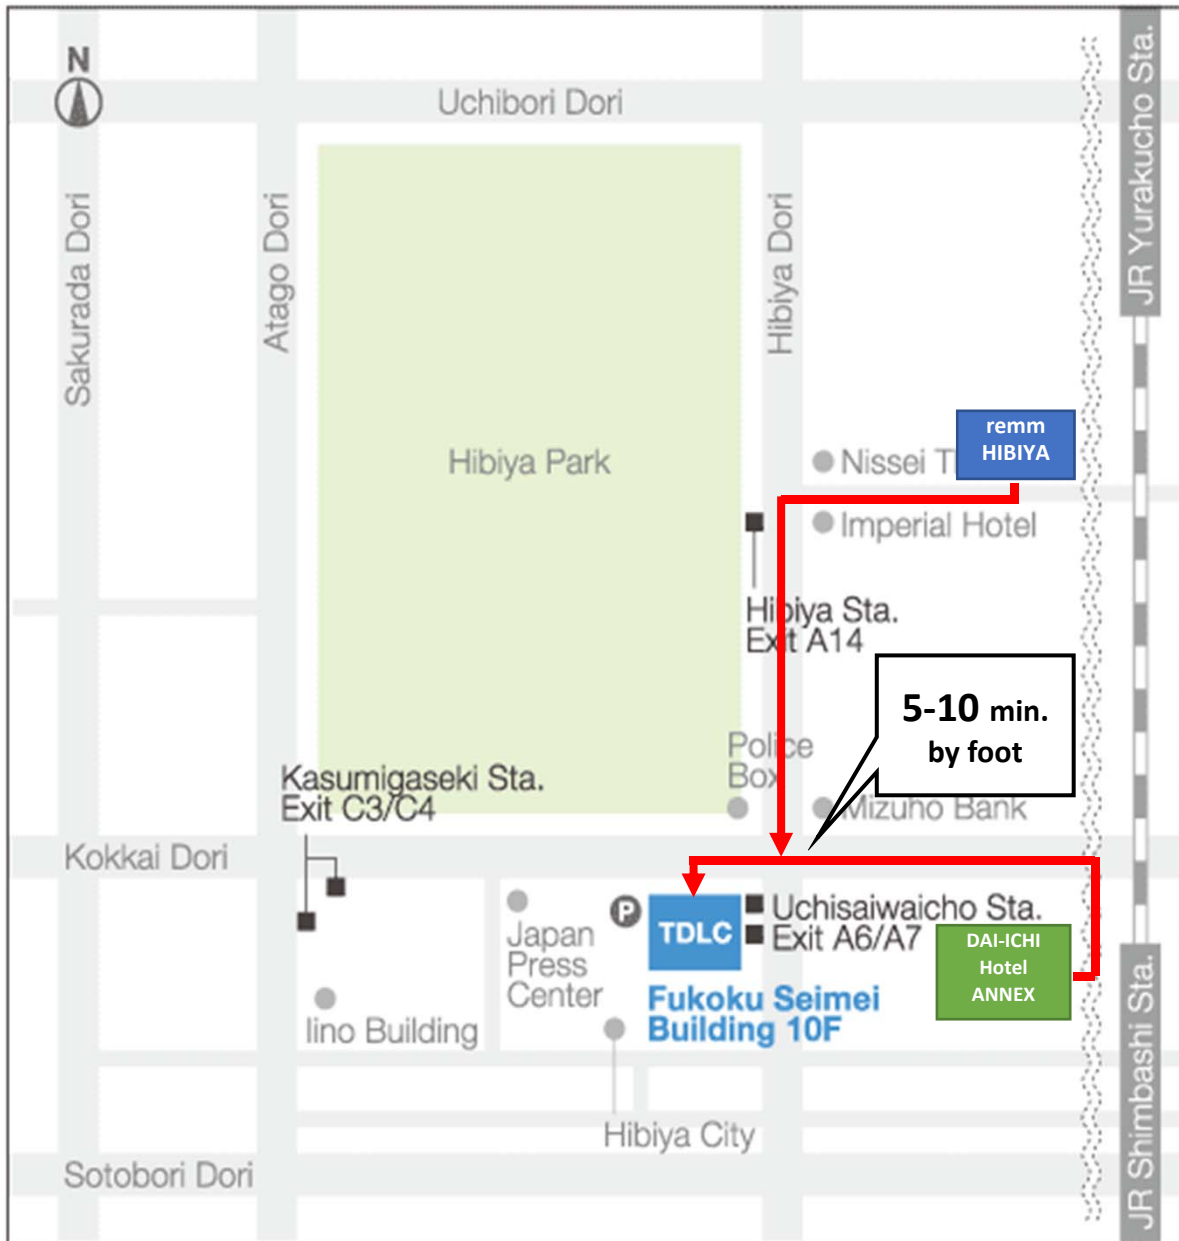 N
Uchibori Dori
JR Yurakucho Sta.
Sakurada Dori
Atago Dori
Hibiya Dori
remm
HIBIYA
Hibiya Park
Nissei
Imperial Hotel
Hibiya Sta.
Exit A14
5-10 min.
by foot
Police
Box
Kasumigaseki Sta.
Exit C3/C4
Mizuho Bank
Kokkai Dori
P
TDLC
Uchisaiwaicho Sta.
Exit A6/A7
Japan
Press
Center
DAI-ICHI
Hotel
ANNEX
Fukoku Seimei
Building 10F
Iino Building
JR Shimbashi Sta.
Hibiya City
Sotobori Dori